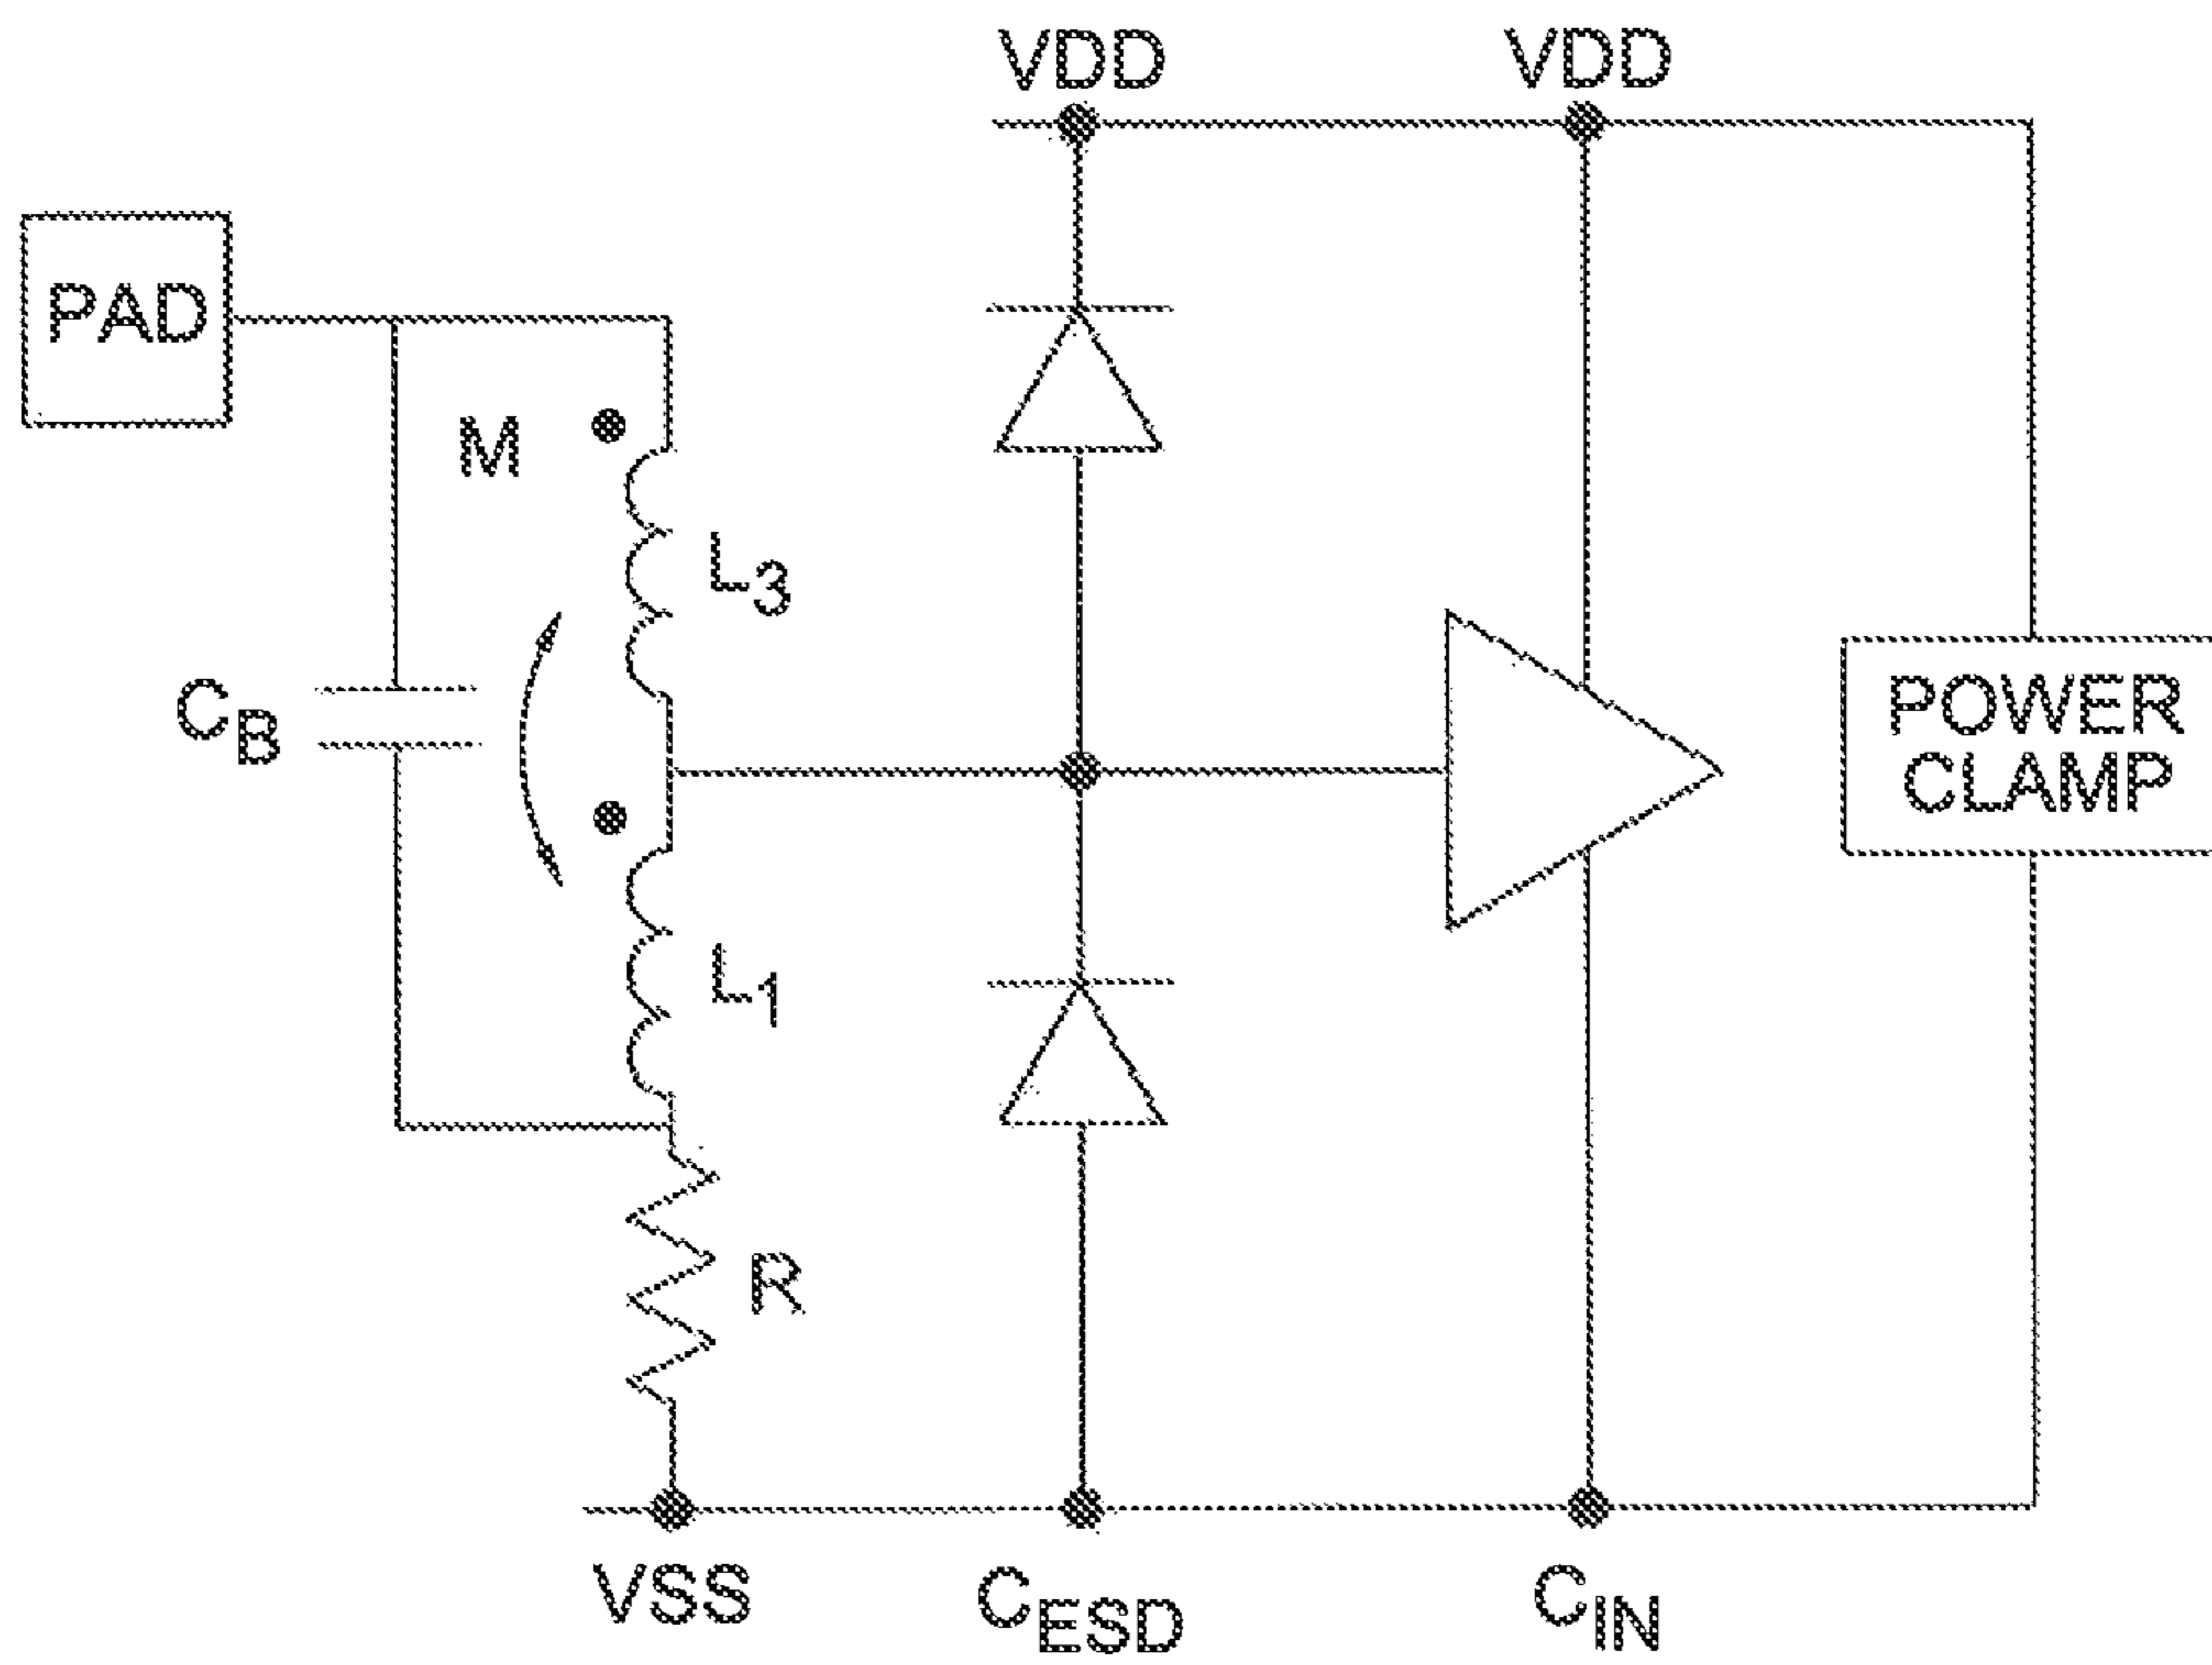 VDD
VDD
PAD
M
L3
CB
POWER
CLAMP
L1
R
VSS
CESD
CIN